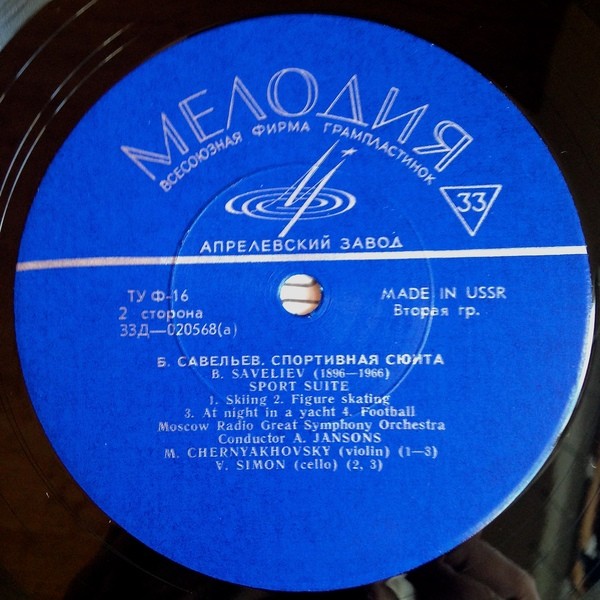 МЕЛОДИЯ
ВСЕСОЮЗНАЯ ФИРМА ГРАМПЛАСТИНОК
33
АПРЕЛЕВСКИЙ ЗАВОД
ТУ Ф-16
2 сторона
33Д—020568(а)
MADE IN USSR
Вторая гр.
Б. САВЕЛЬЕВ. СПОРТИВНАЯ СЮИТА
B. SAVELIEV (1896—1966)
SPORT SUITE
1. Skiing 2. Figure skating
3. At night in a yacht 4. Football
Moscow Radio Great Symphony Orchestra
Conductor A. JANSONS
M. CHERNYAKHOVSKY (violin) (1—3)
V. SIMON (cello) (2, 3)